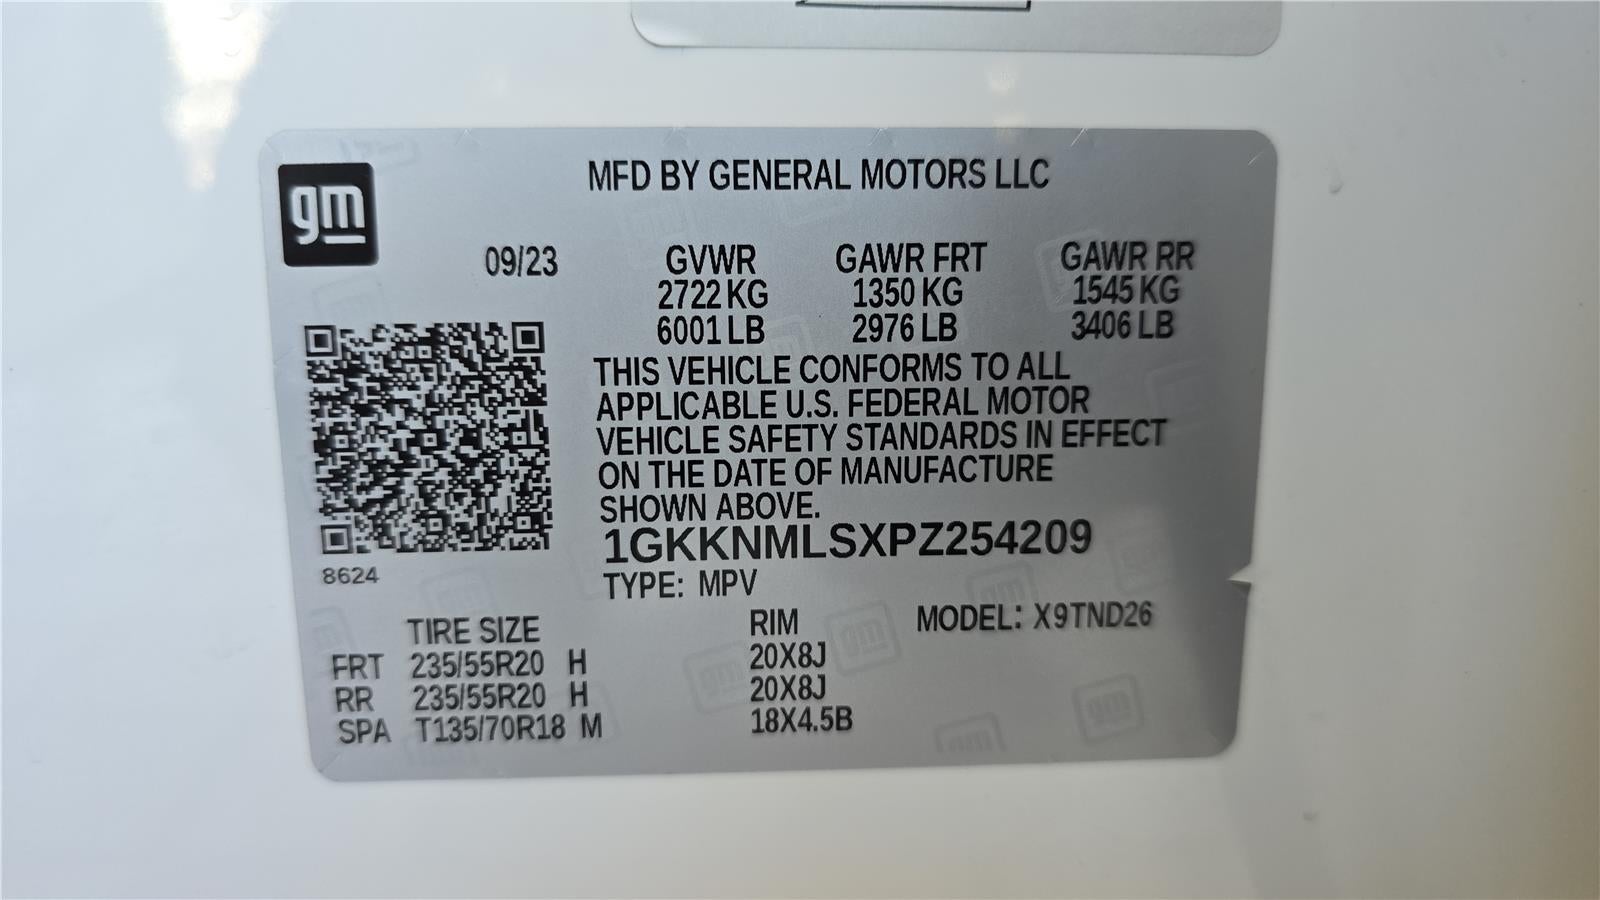 gm
MFD BY GENERAL MOTORS LLC
09/23 GVWR GAWR FRT GAWR RR
2722 KG 1350 KG 1545 KG
6001 LB 2976 LB 3406 LB
THIS VEHICLE CONFORMS TO ALL
APPLICABLE U.S. FEDERAL MOTOR
VEHICLE SAFETY STANDARDS IN EFFECT
ON THE DATE OF MANUFACTURE
SHOWN ABOVE.
1GKKNMLSXPZ254209
8624
TYPE: MPV
TIRE SIZE RIM MODEL: X9TND26
FRT 235/55R20 H 20X8J
RR 235/55R20 H 20X8J
SPA T135/70R18 M 18X4.5B